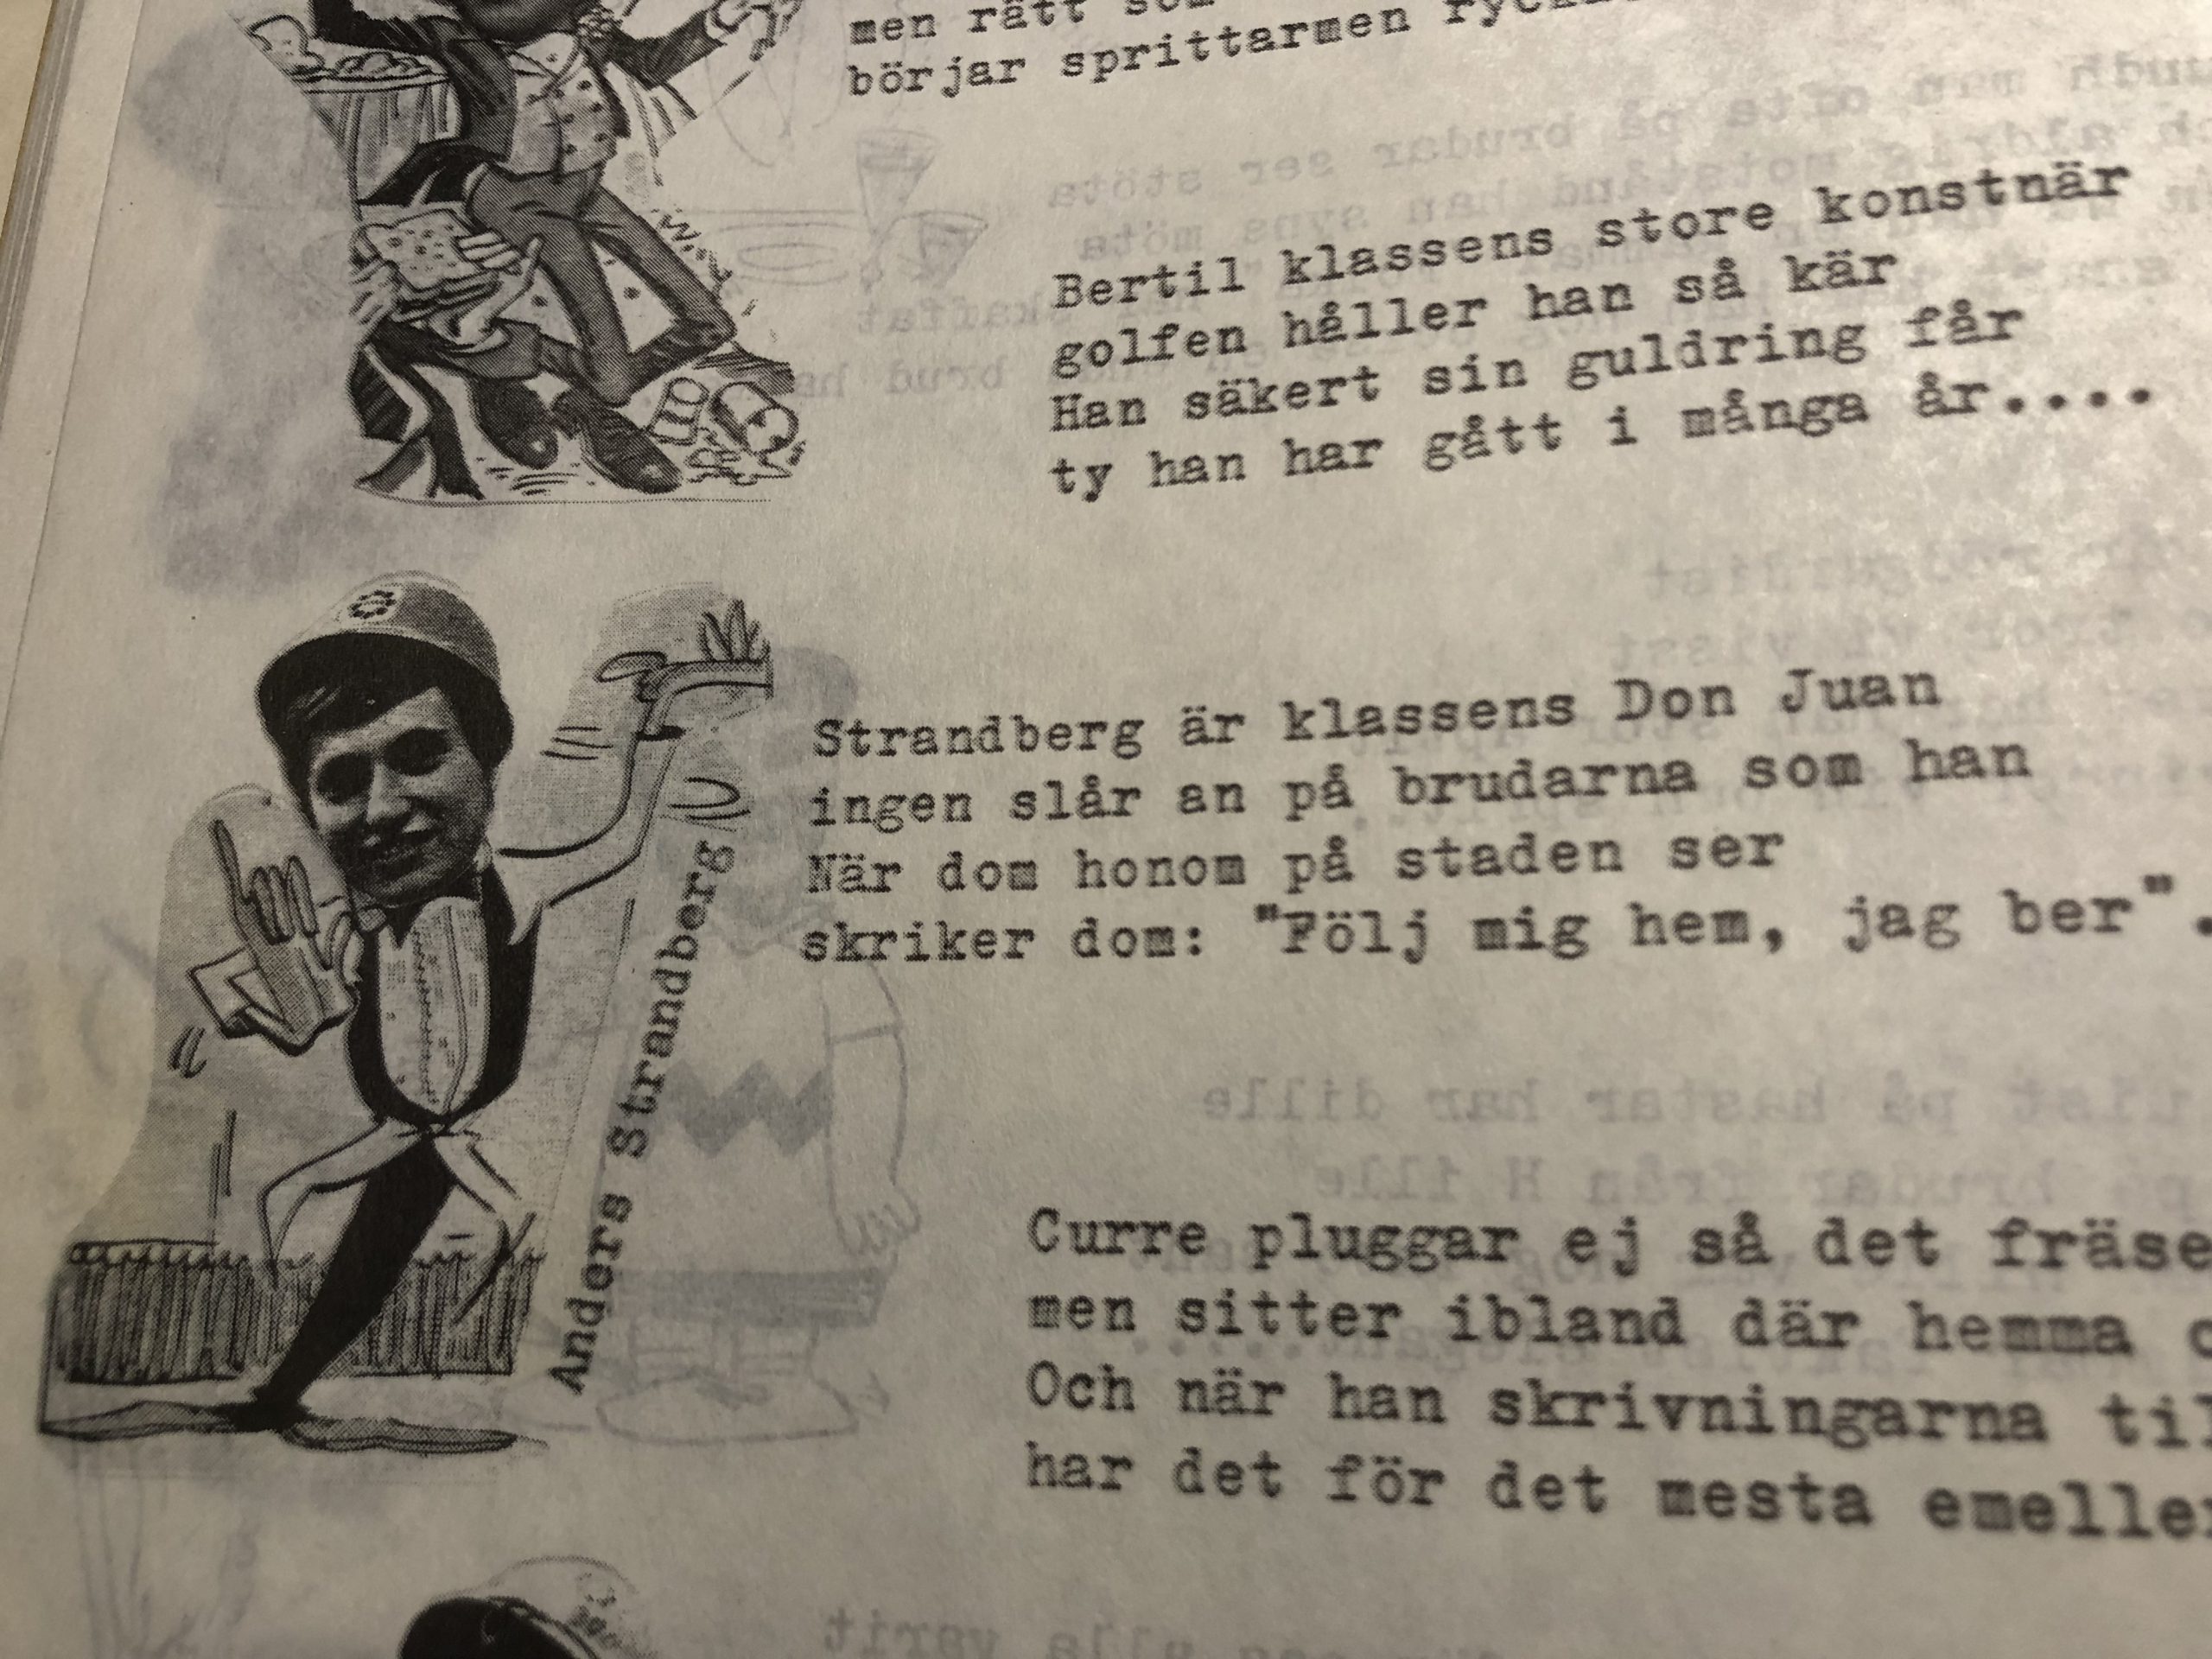 men rätt
börjar sprittarmen
Bertil klassens store konstnär
golfen håller han så kär
Han säkert sin guldring får
ty han har gått i många år....
Anders Strandberg
Strandberg är klassens Don Juan
ingen slår an på brudarna som han
När dom honom på staden ser
skriker dom: "Följ mig hem, jag ber".
Curre pluggar ej så det fräse
men sitter ibland där hemma
Och när han skrivningarna
har det för det mesta